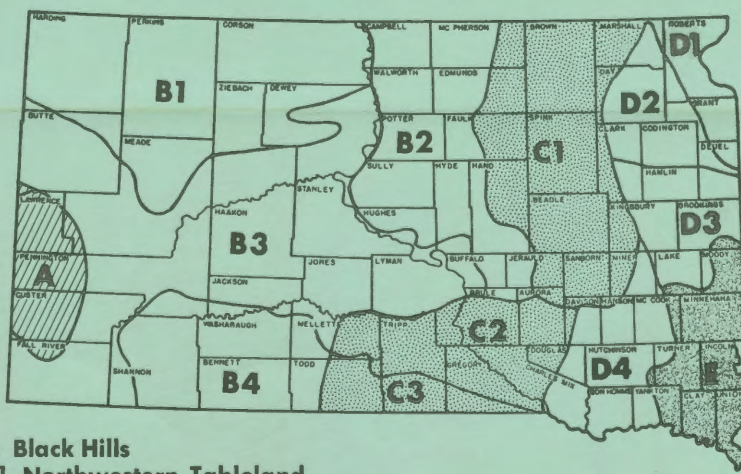 HARDING
PERKINS
CORSON
CAMPBELL
MC PHERSON
BROWN
MARSHALL
ROBERTS
D1
B1
ZIEBACH
DEWEY
WALWORTH
EDMUNDS
DAY
D2
GRANT
BUTTE
MEADE
POTTER
B2
FAULK
SPINK
C1
CLARK
CODINGTON
DEUEL
HAMLIN
SULLY
HYDE
HAND
LAWRENCE
STANLEY
HAAKON
B3
HUGHES
BEADLE
KINGSBURY
BROOKINGS
D3
PENNINGTON
A
JACKSON
JONES
LYMAN
BUFFALO
JERAULD
SANBORN
MINER
LAKE
MOODY
CUSTER
WASHABAUGH
MELLETT
TRIPP
BRULE
AURORA
DAVISON
HANSON
MC COOK
MINNEHAHA
C2
FALL RIVER
SHANNON
BENNETT
B4
TODD
C3
GREGORY
DOUGLAS
CHARLES MIX
HUTCHINSON
D4
TURNER
LINCOLN
E
BON HOMME
YANKTON
CLAY
UNION
Black Hills
Northwestern Tableland